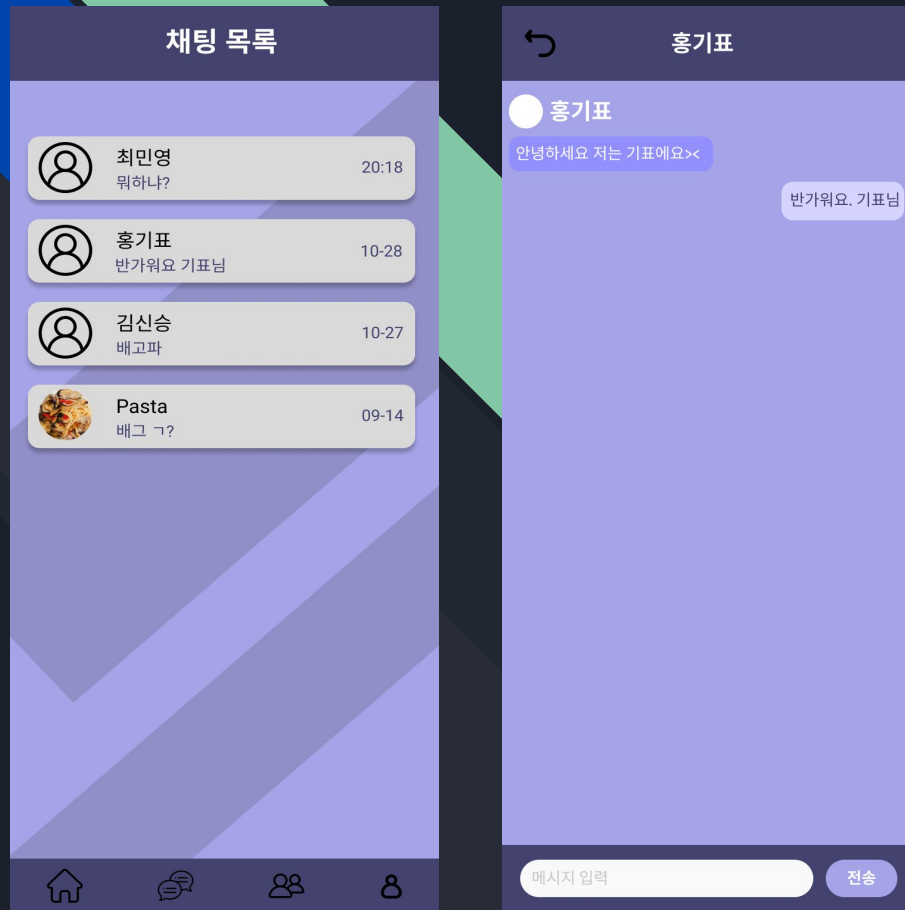 채팅 목록
최민영
뭐하냐?
20:18
홍기표
반가워요 기표님
10-28
김신승
배고파
10-27
Pasta
배그 ㄱ?
09-14
홍기표
홍기표
안녕하세요 저는 기표에요><
반가워요. 기표님
메시지 입력
전송